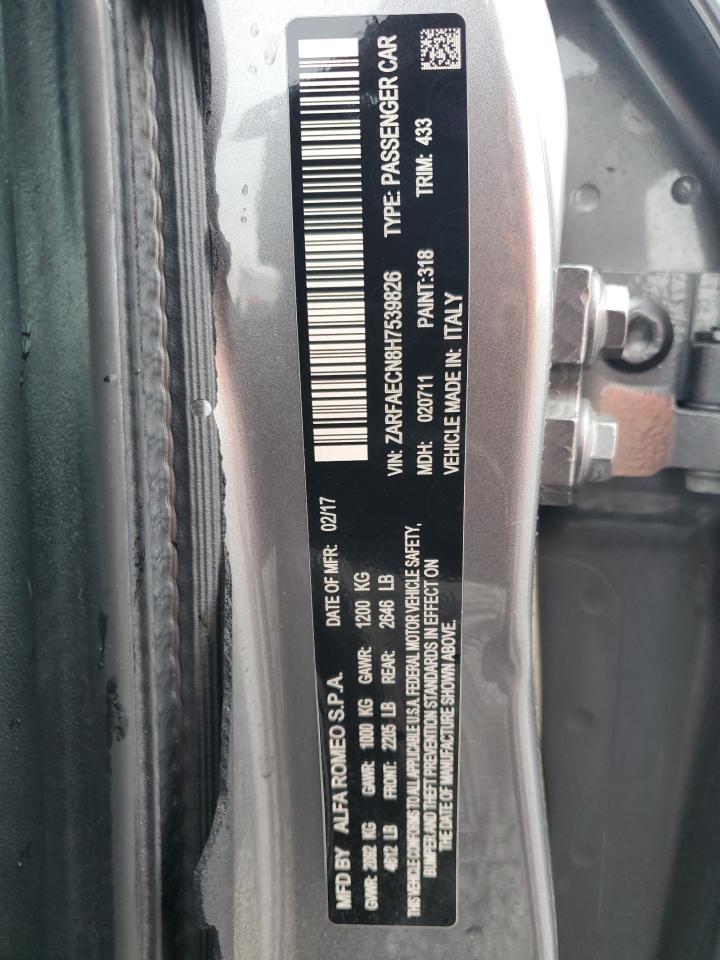 MFD BY ALFA ROMEO S.P.A. DATE OF MFR: 02/17
GVWR: 2092 KG GAWR: 1000 KG GAWR: 1200 KG
4612 LB FRONT: 2205 LB REAR: 2646 LB
THIS VEHICLE CONFORMS TO ALL APPLICABLE U.S.A. FEDERAL MOTOR VEHICLE SAFETY,
BUMPER AND THEFT PREVENTION STANDARDS IN EFFECT ON
THE DATE OF MANUFACTURE SHOWN ABOVE.
VIN: ZARFAECN8H7539826 TYPE: PASSENGER CAR
MDH: 020711 PAINT:318 TRIM: 433
VEHICLE MADE IN: ITALY